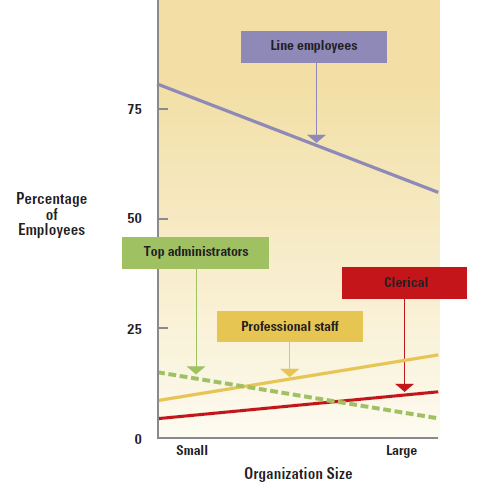 Line employees
75
Percentage
of
Employees
50
Top administrators
Clerical
Professional staff
25
0
Small
Large
Organization Size